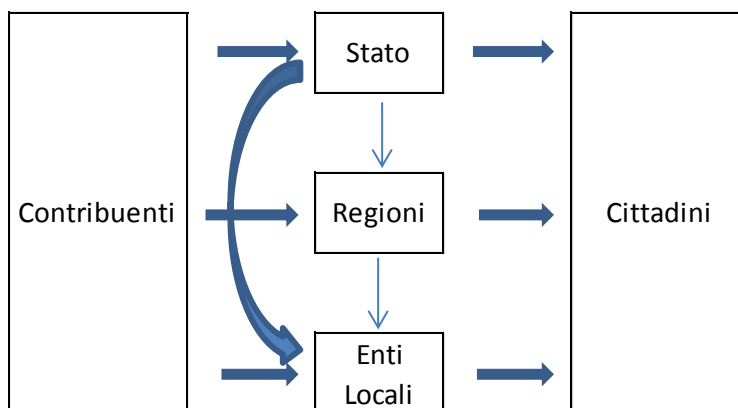 Stato
Contribuenti
Regioni
Cittadini
Enti
Locali